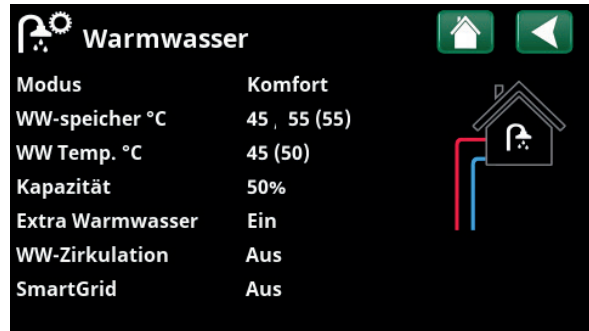 Warmwasser
Modus Komfort
WW-speicher °C 45 , 55 (55)
WW Temp. °C 45 (50)
Kapazität 50%
Extra Warmwasser Ein
WW-Zirkulation Aus
SmartGrid Aus